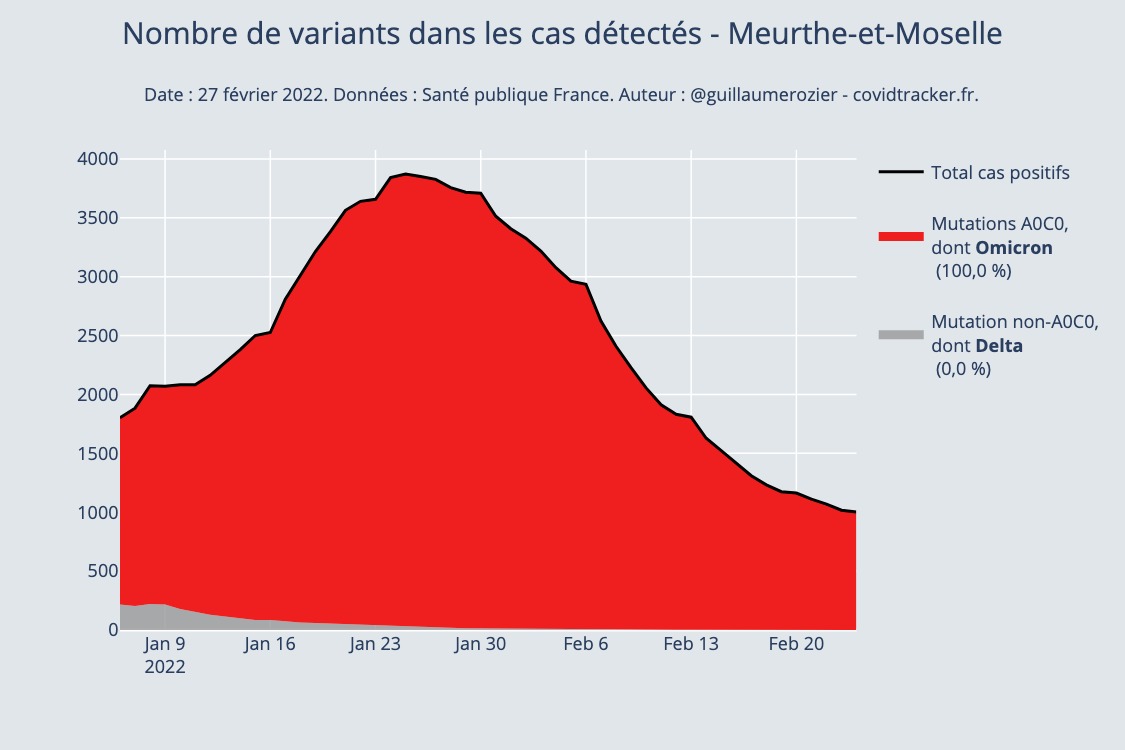 Nombre de variants dans les cas détectés - Meurthe-et-Moselle
Date : 27 février 2022. Données : Santé publique France. Auteur : @guillaumerozier - covidtracker.fr.
4000
3500
3000
2500
2000
1500
1000
500
0
Jan 9
2022
Jan 16
Jan 23
Jan 30
Feb 6
Feb 13
Feb 20
Total cas positifs
Mutations A0C0,
dont Omicron
(100,0 %)
Mutation non-A0C0,
dont Delta
(0,0 %)